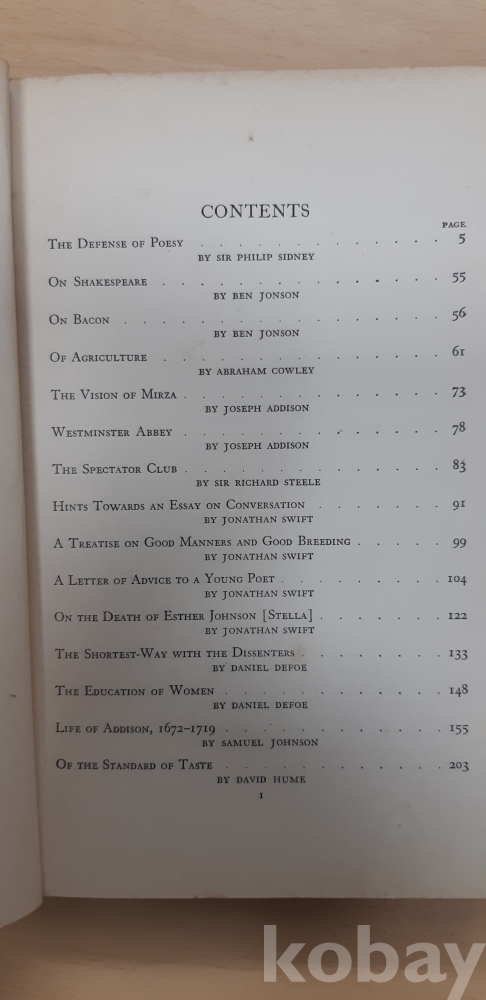 CONTENTS
PAGE
The Defense of Poesy . . . . . . . . . . . . . 5
BY SIR PHILIP SIDNEY
On Shakespeare . . . . . . . . . . . . . . 55
BY BEN JONSON
On Bacon . . . . . . . . . . . . . . . 56
BY BEN JONSON
Of Agriculture . . . . . . . . . . . . . . 61
BY ABRAHAM COWLEY
The Vision of Mirza . . . . . . . . . . . . . 73
BY JOSEPH ADDISON
Westminster Abbey . . . . . . . . . . . . . 78
BY JOSEPH ADDISON
The Spectator Club . . . . . . . . . . . . . 83
BY SIR RICHARD STEELE
Hints Towards an Essay on Conversation . . . . . . . 91
BY JONATHAN SWIFT
A Treatise on Good Manners and Good Breeding . . . . . 99
BY JONATHAN SWIFT
A Letter of Advice to a Young Poet . . . . . . . . 104
BY JONATHAN SWIFT
On the Death of Esther Johnson [Stella] . . . . . . . 122
BY JONATHAN SWIFT
The Shortest-Way with the Dissenters . . . . . . . . 133
BY DANIEL DEFOE
The Education of Women . . . . . . . . . . . 148
BY DANIEL DEFOE
Life of Addison, 1672–1719 . . . . . . . . . . . 155
BY SAMUEL JOHNSON
Of the Standard of Taste . . . . . . . . . . . 203
BY DAVID HUME
1
kobay